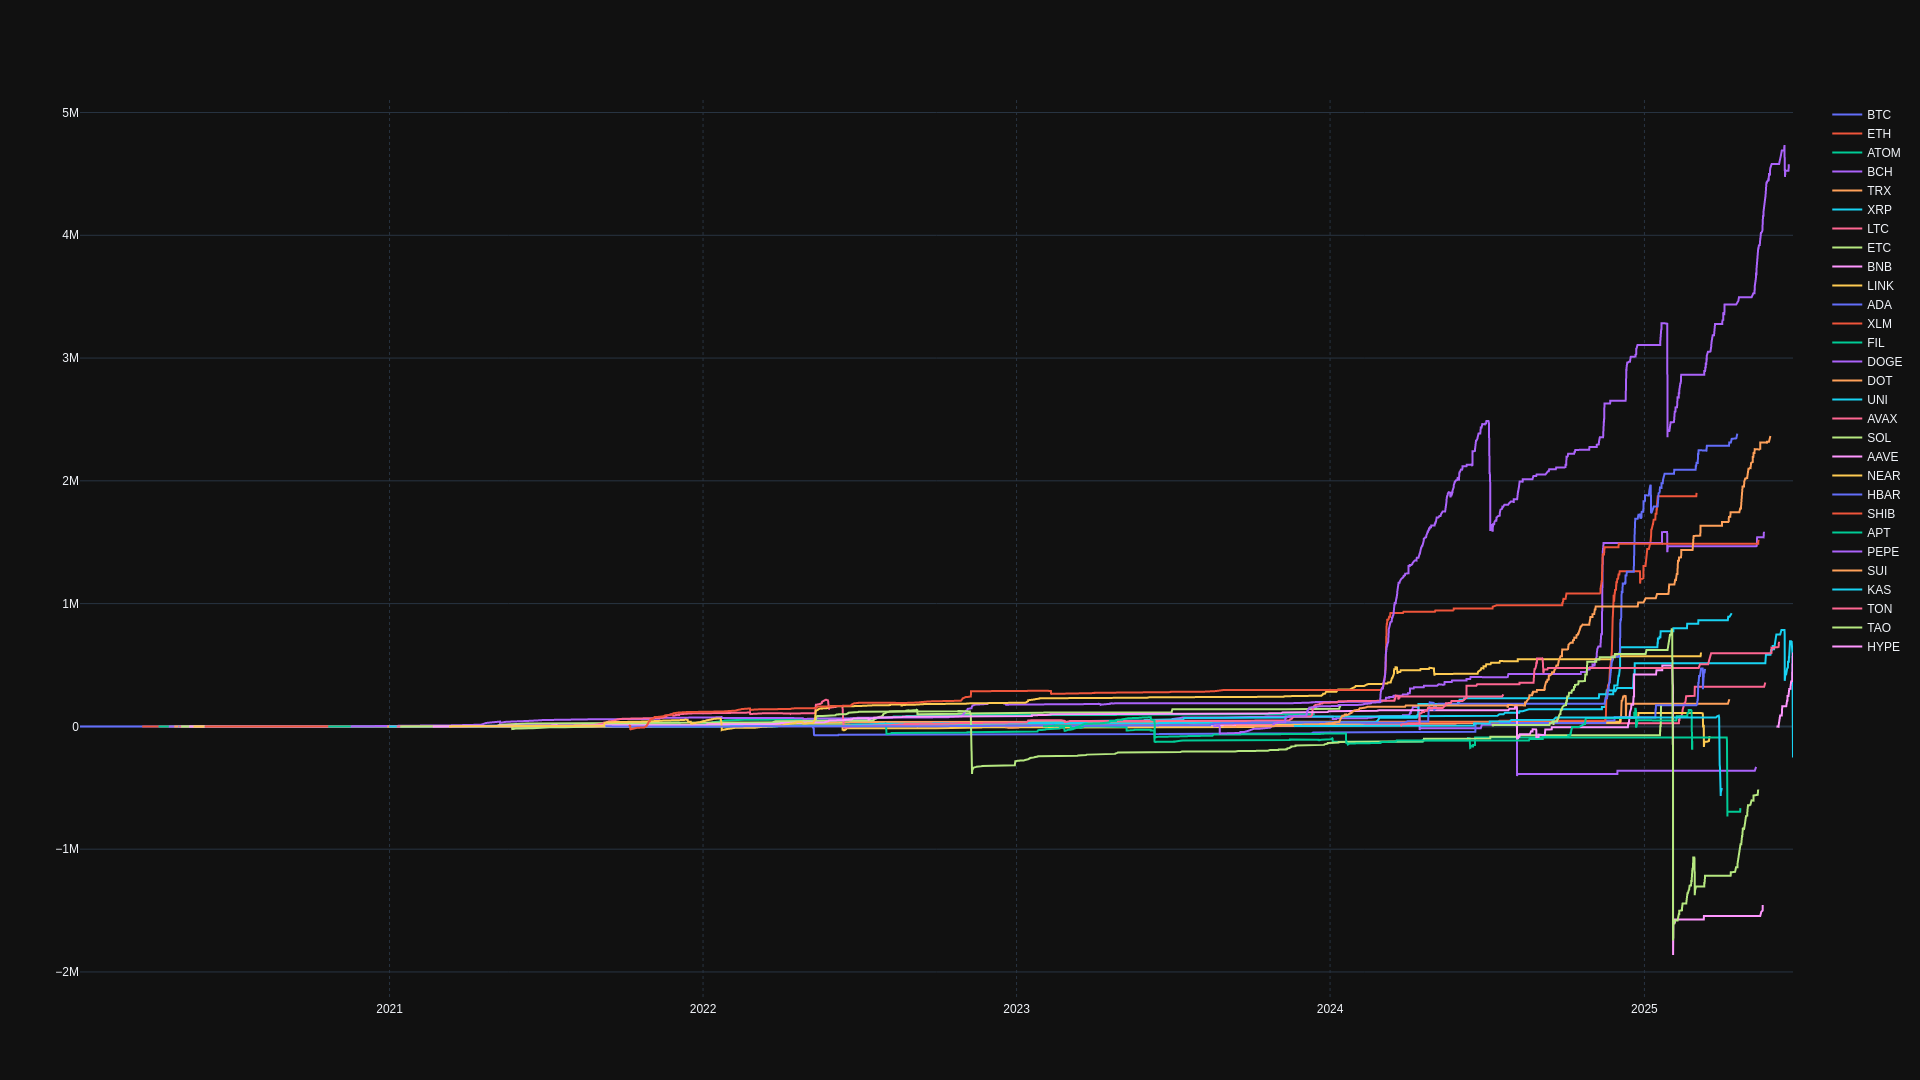 5M
4M
3M
2M
1M
0
−1M
−2M
2021
2022
2023
2024
2025
BTC
ETH
ATOM
BCH
TRX
XRP
LTC
ETC
BNB
LINK
ADA
XLM
FIL
DOGE
DOT
UNI
AVAX
SOL
AAVE
NEAR
HBAR
SHIB
APT
PEPE
SUI
KAS
TON
TAO
HYPE